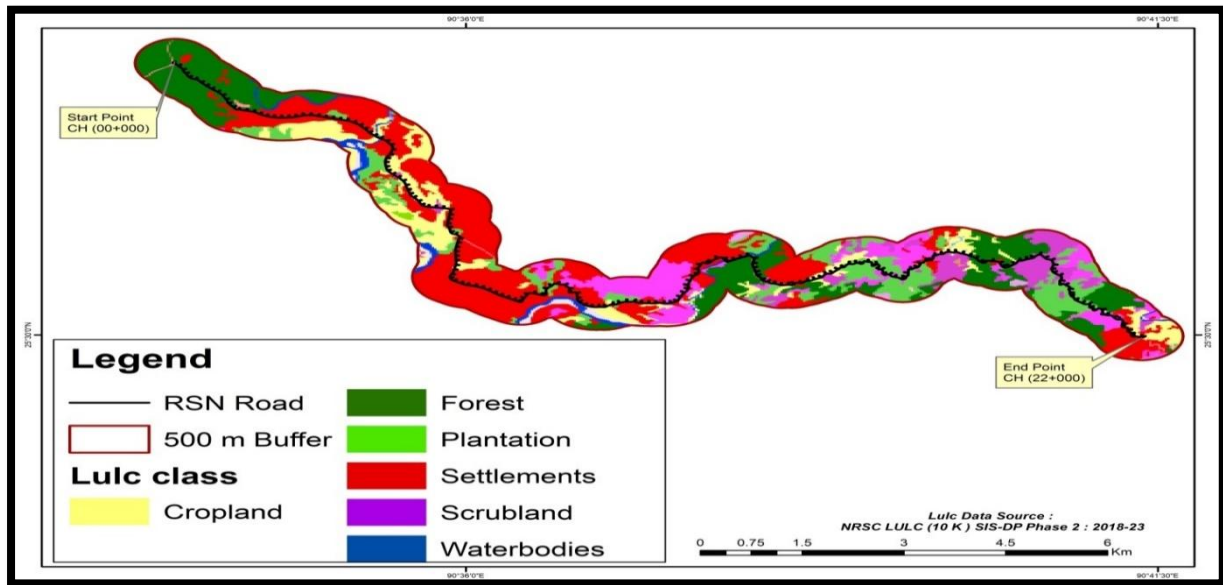 90°36'0"E 90°41'30"E
Start Point
CH (00+000)
25°30'0"N 25°30'0"N
End Point
CH (22+000)
Legend
RSN Road
500 m Buffer
Lulc class
Cropland
Forest
Plantation
Settlements
Scrubland
Waterbodies
Lulc Data Source :
NRSC LULC (10 K ) SIS-DP Phase 2 : 2018-23
0 0.75 1.5 3 4.5 6
Km
90°36'0"E 90°41'30"E